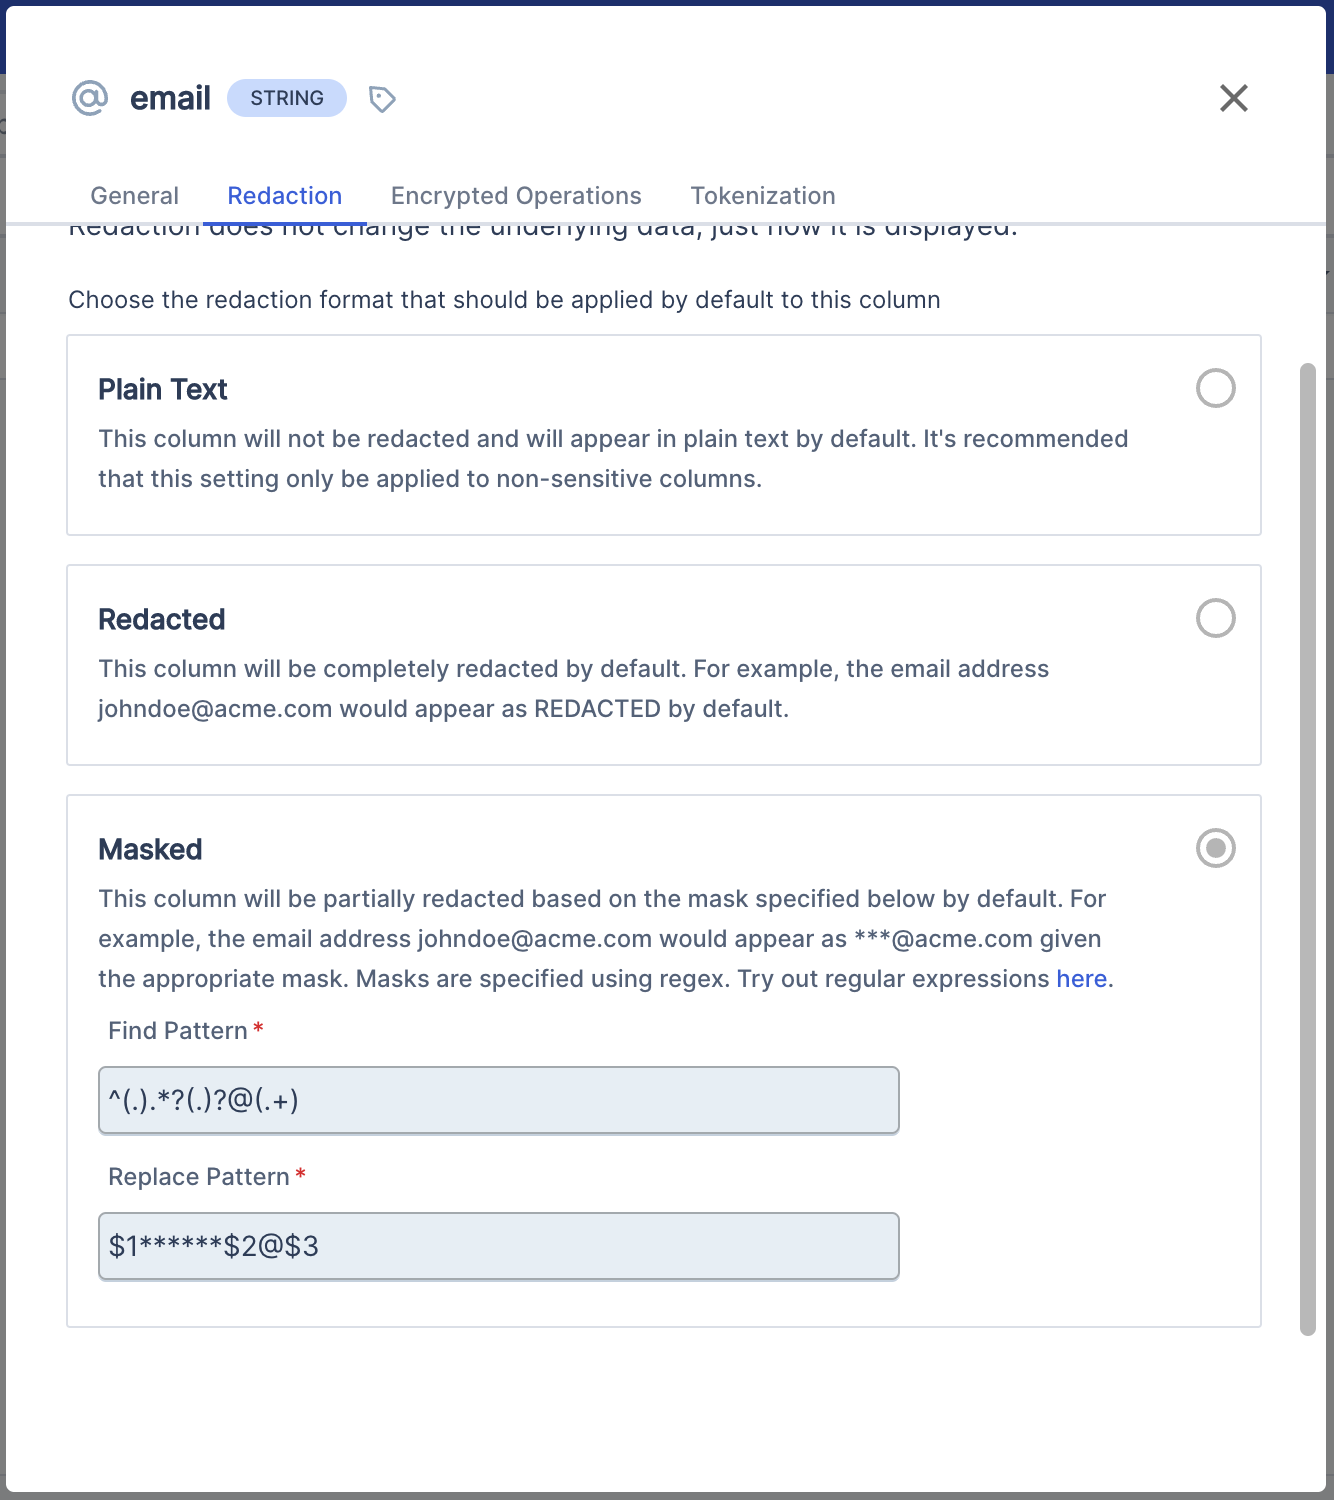 email STRING
General Redaction Encrypted Operations Tokenization
Redaction does not change the underlying data, just how it is displayed.
Choose the redaction format that should be applied by default to this column
Plain Text
This column will not be redacted and will appear in plain text by default. It's recommended
that this setting only be applied to non-sensitive columns.
Redacted
This column will be completely redacted by default. For example, the email address
johndoe@acme.com would appear as REDACTED by default.
Masked
This column will be partially redacted based on the mask specified below by default. For
example, the email address johndoe@acme.com would appear as ***@acme.com given
the appropriate mask. Masks are specified using regex. Try out regular expressions here.
Find Pattern *
^(.).*?(.)?@(.+)
Replace Pattern *
$1******$2@$3